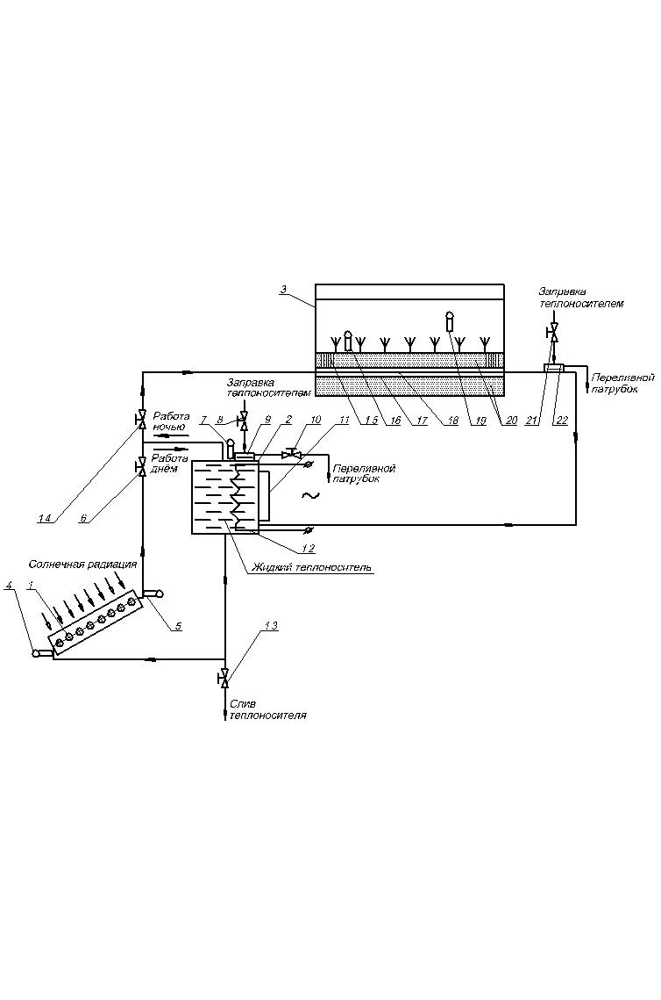 3
Заправка
теплоносителем
Переливной
патрубок
15
16
17
18
19
20
21
22
Заправка
теплоносителем
7
8
9
10
2
11
Работа
ночью
Работа
днём
Переливной
патрубок
14
6
12
Жидкий теплоноситель
Солнечная радиация
4
1
5
13
Слив
теплоносителя